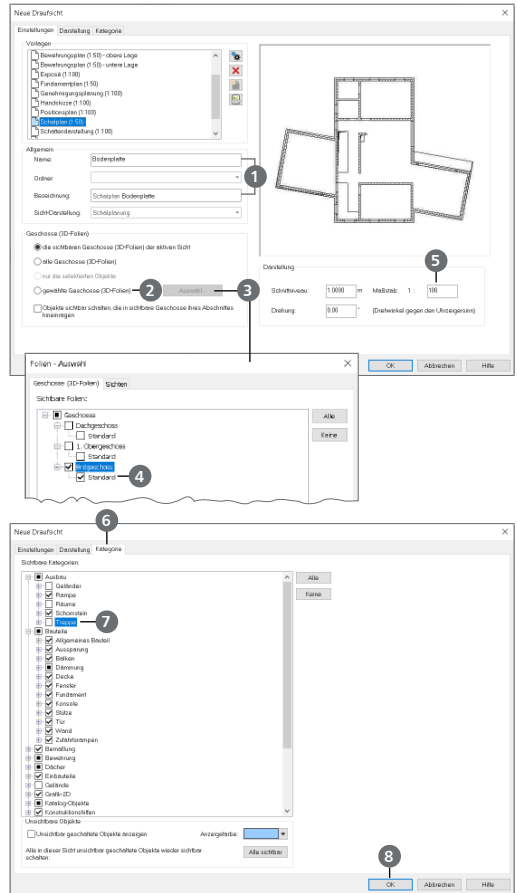 Neue Draufsicht
Einstellungen Darstellung Kategorie
Vorlagen
Bewehrungsplan (1:50) - obere Lage
Bewehrungsplan (1:50) - untere Lage
Exposé (1:100)
Fundamentplan (1:50)
Genehmigungsplanung (1:100)
Handskizze (1:100)
Positionsplan (1:100)
Schalplan (1:50)
Schattendarstellung (1:100)
Allgemein
Name: Bodenplatte
Ordner:
1
Bezeichnung: Schalplan Bodenplatte
Sicht-Darstellung: Schalplanung
Geschosse (3D-Folien)
die sichtbaren Geschosse (3D-Folien) der aktiven Sicht
alle Geschosse (3D-Folien)
nur die selektierten Objekte
gewählte Geschosse (3D-Folien) 2 Auswahl... 3
Objekte sichtbar schalten, die in sichtbare Geschosse ihres Abschnittes
hineinragen
Darstellung
5
Schnittniveau: 1.0000 m Maßstab: 1 : 100
Drehung: 0.00 ° (Drehwinkel gegen den Uhrzeigersinn)
OK Abbrechen Hilfe
Folien - Auswahl
Geschosse (3D-Folien) Sichten
Sichtbare Folien:
Geschosse
Dachgeschoss
Standard
1. Obergeschoss
Standard
Erdgeschoss
Standard
4
Alle
Keine
6
Neue Draufsicht
Einstellungen Darstellung Kategorie
Sichtbare Kategorien:
Ausbau
Geländer
Rampe
Räume
Schornstein
Treppe
7
Bauteile
Allgemeines Bauteil
Aussparung
Balken
Dämmung
Decke
Fenster
Fundament
Konsole
Stütze
Tür
Wand
Zufahrtsrampen
Bemaßung
Bewehrung
Dächer
Einbauteile
Gelände
Grafik-2D
Katalog-Objekte
Konstruktionshilfen
Alle
Keine
Unsichtbare Objekte
Unsichtbar geschaltete Objekte anzeigen Anzeigefarbe:
Alle in dieser Sicht unsichtbar geschaltete Objekte wieder sichtbar
schalten: Alle sichtbar
8
OK Abbrechen Hilfe